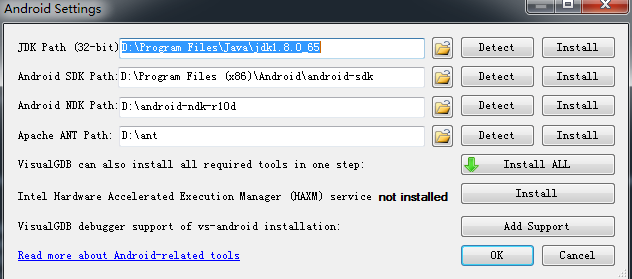 Android Settings
JDK Path (32-bit) D:\Program Files\Java\jdk1.8.0_65 Detect Install
Android SDK Path: D:\Program Files (x86)\Android\android-sdk Detect Install
Android NDK Path: D:\android-ndk-r10d Detect Install
Apache ANT Path: D:\ant Detect Install
VisualGDB can also install all required tools in one step: Install ALL
Intel Hardware Accelerated Execution Manager (HAXM) service not installed Install
VisualGDB debugger support of vs-android installation: Add Support
Read more about Android-related tools OK Cancel